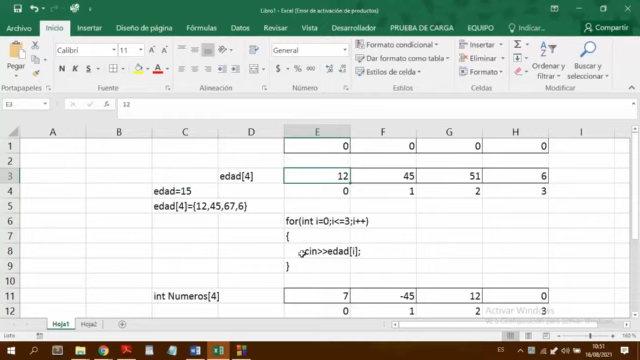 Libro1 - Excel (Error de activación de productos)
Archivo Inicio Insertar Diseño de página Fórmulas Datos Revisar Vista Desarrollador PRUEBA DE CARGA EQUIPO Indicar... Compartir
Pegar Calibri 11 General Formato condicional Insertar
N K S % 000 Dar formato como tabla Eliminar Ordenar y filtrar
Estilos de celda Formato
Portapapeles Fuente Alineación Número Estilos Celdas Modificar
E3 12
A B C D E F G H I
1 0 0 0 0
2
3 edad[4] 12 45 51 6
4 edad=15 0 1 2 3
5 edad[4]={12,45,67,6}
6 for(int i=0;i<=3;i++)
7 {
8 cin>>edad[i];
9 }
10
11 int Numeros[4] 7 -45 12 0
12 0 1 2 3
Activar Windows
Hoja1 Hoja2
Listo 100%
ES 10:51
16/08/2021